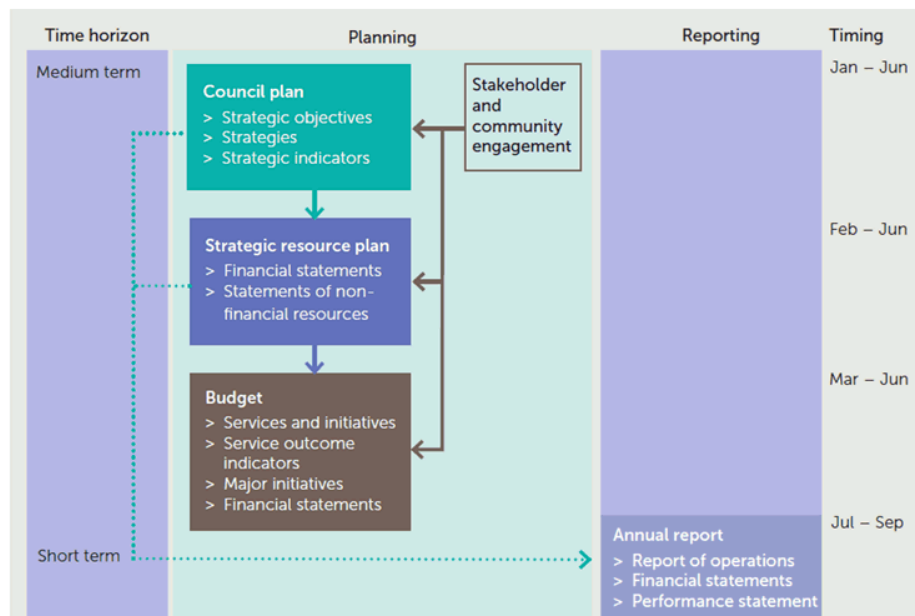 Time horizon
Planning
Reporting
Timing
Medium term
Jan – Jun
Council plan
> Strategic objectives
> Strategies
> Strategic indicators
Stakeholder
and
community
engagement
Feb – Jun
Strategic resource plan
> Financial statements
> Statements of non-
financial resources
Mar – Jun
Budget
> Services and initiatives
> Service outcome
indicators
> Major initiatives
> Financial statements
Jul – Sep
Short term
Annual report
> Report of operations
> Financial statements
> Performance statement